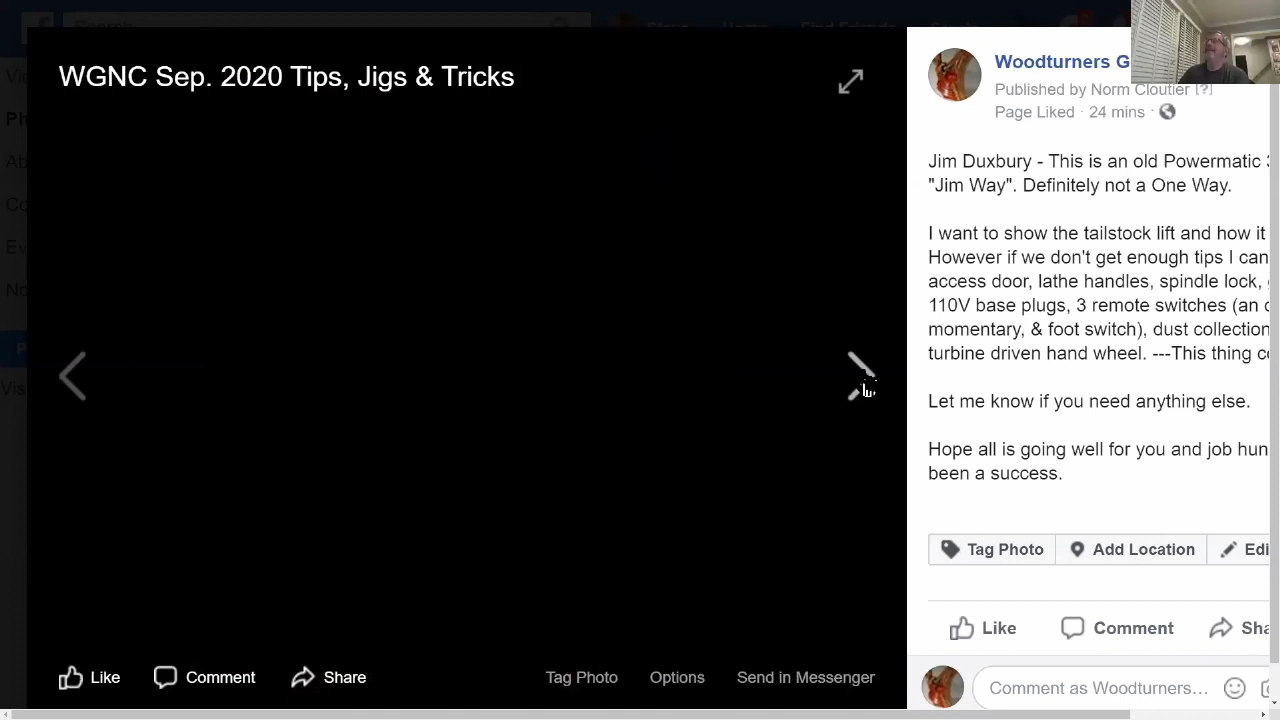 Search
WGNC Sep. 2020 Tips, Jigs & Tricks
Woodturners G
Published by Norm Cloutier [?]
Page Liked · 24 mins ·
Jim Duxbury - This is an old Powermatic
"Jim Way". Definitely not a One Way.
I want to show the tailstock lift and how it
However if we don't get enough tips I can
access door, lathe handles, spindle lock,
110V base plugs, 3 remote switches (an
momentary, & foot switch), dust collection
turbine driven hand wheel. ---This thing
Let me know if you need anything else.
Hope all is going well for you and job hun
been a success.
Tag Photo Add Location Edi
Like Comment Sha
Like Comment Share Tag Photo Options Send in Messenger
Comment as Woodturners...